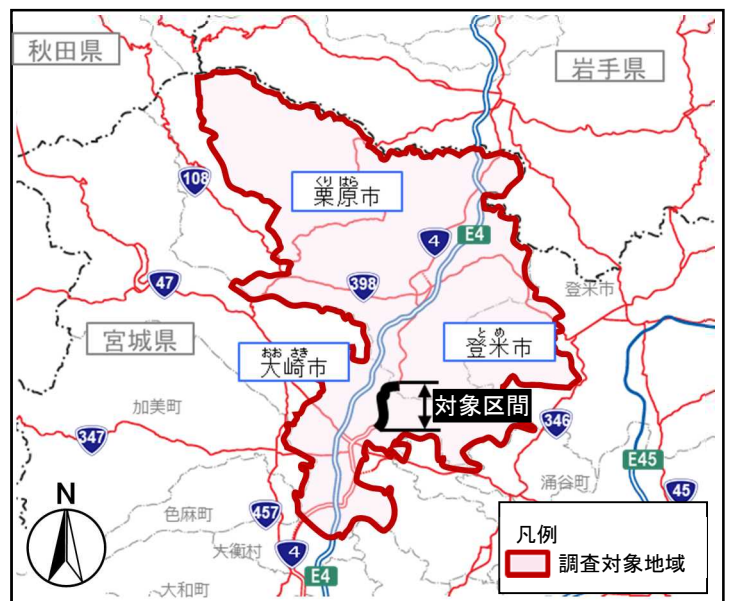 秋田県
岩手県
108
くりはら
栗原市
4
E4
47
398
登米市
宮城県
おおさき
大崎市
とめ
登米市
加美町
対象区間
347
346
E45
涌谷町
45
色麻町
457
大衡村
4
E4
大和町
N
凡例
調査対象地域